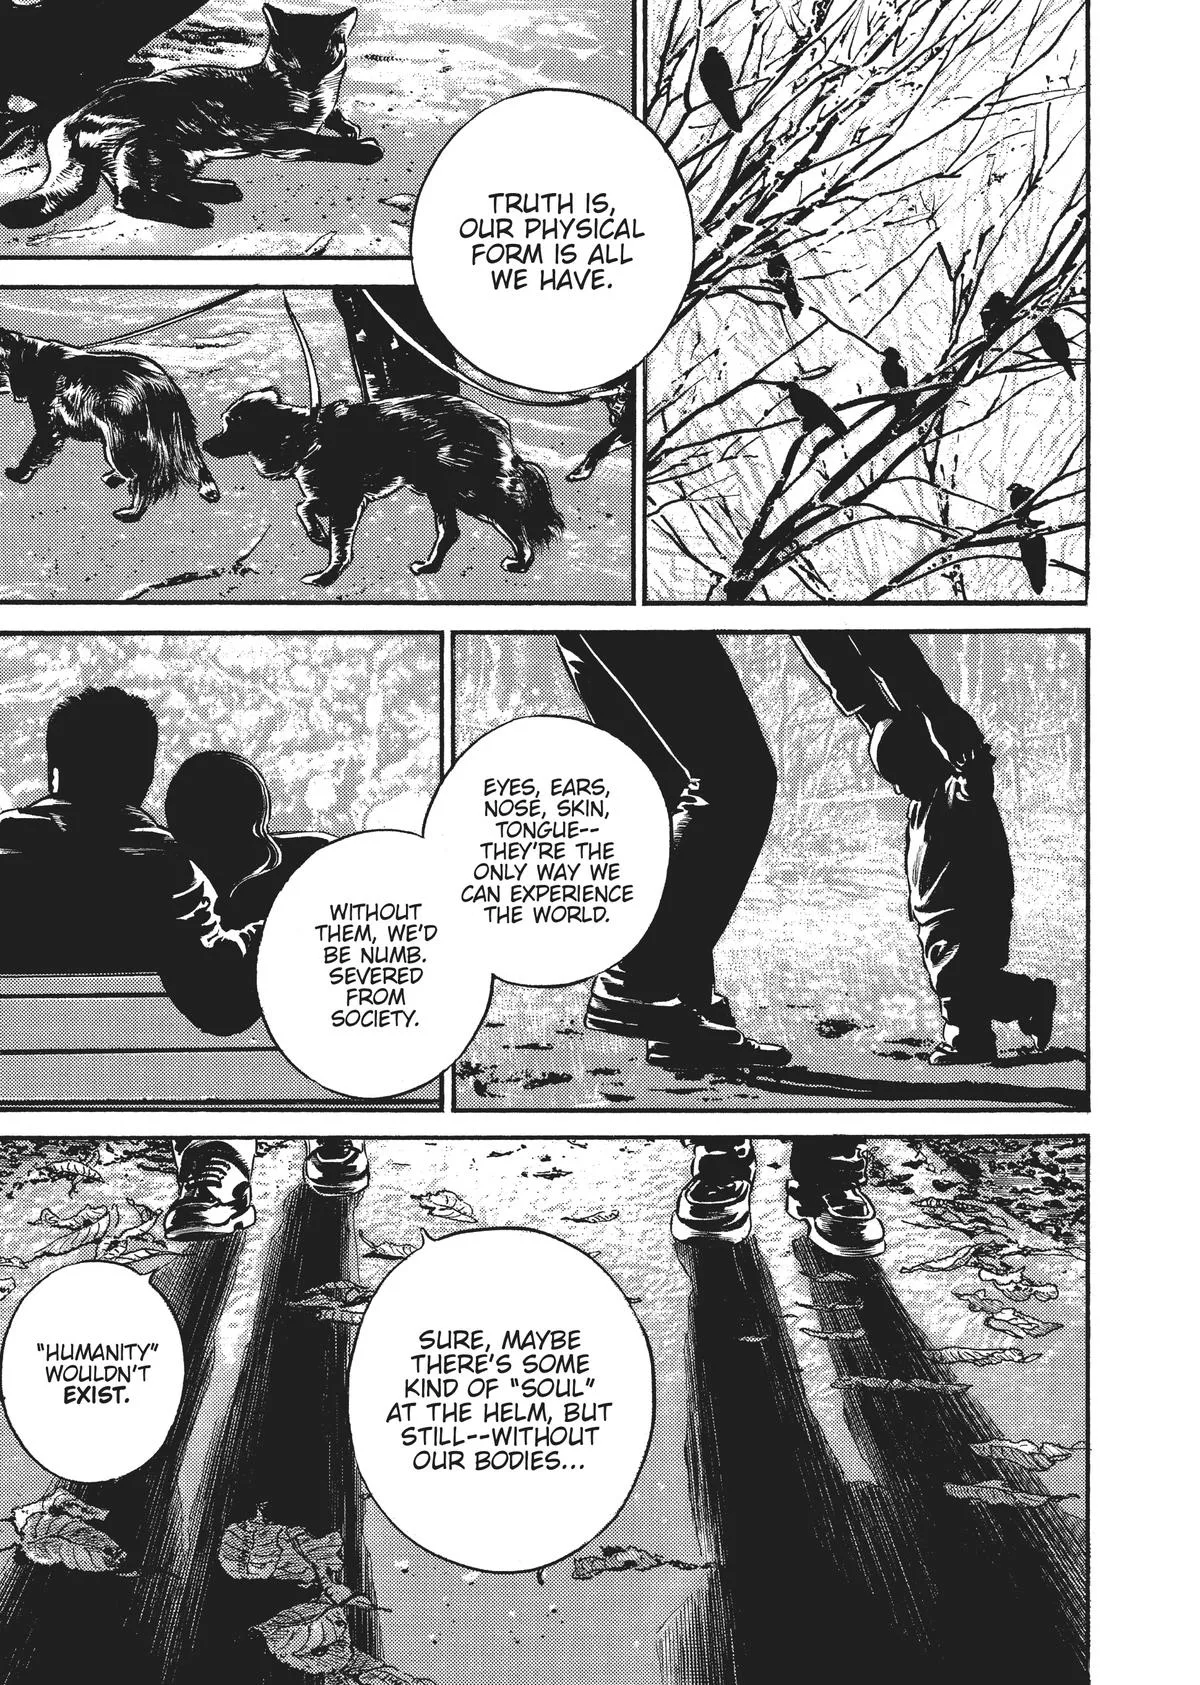 TRUTH IS,
OUR PHYSICAL
FORM IS ALL
WE HAVE.
EYES, EARS,
NOSE, SKIN,
TONGUE--
THEY'RE THE
ONLY WAY WE
CAN EXPERIENCE
THE WORLD.
WITHOUT
THEM, WE'D
BE NUMB.
SEVERED
FROM
SOCIETY.
SURE, MAYBE
THERE'S SOME
KIND OF "SOUL"
AT THE HELM, BUT
STILL--WITHOUT
OUR BODIES...
"HUMANITY"
WOULDN'T
EXIST.